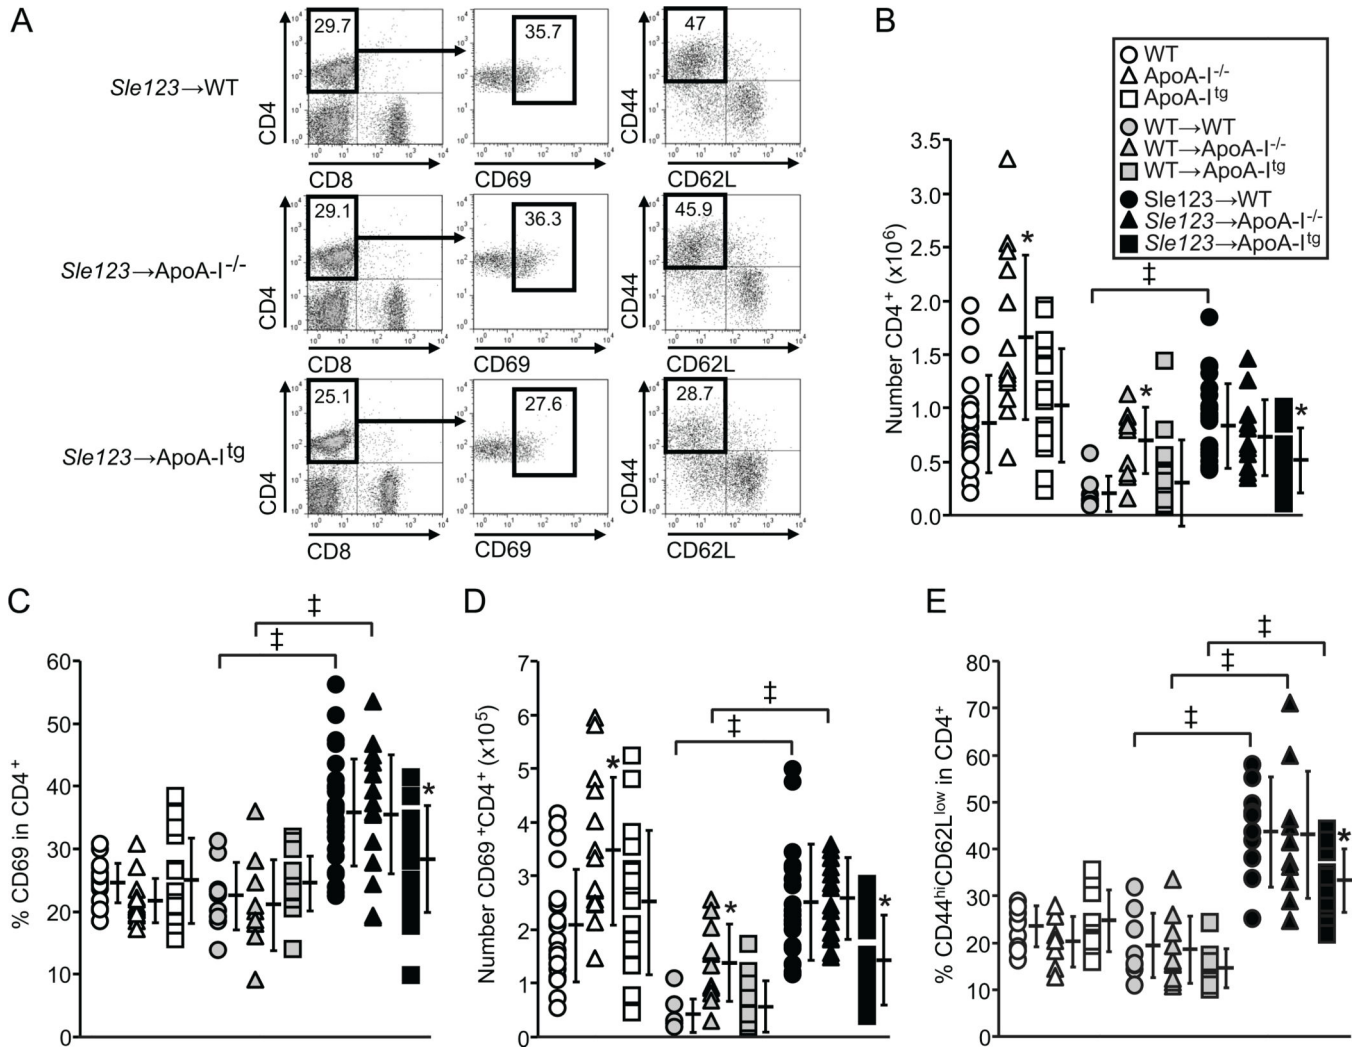 A
B
29.7
35.7
47
Sle123→WT
CD4
CD44
10⁰ 10¹ 10² 10³ 10⁴
CD8
CD69
CD62L
29.1
36.3
45.9
Sle123→ApoA-I⁻/⁻
CD4
CD44
CD8
CD69
CD62L
25.1
27.6
28.7
Sle123→ApoA-Iᵗᵍ
CD4
CD44
CD8
CD69
CD62L
WT
ApoA-I⁻/⁻
ApoA-Iᵗᵍ
WT→WT
WT→ApoA-I⁻/⁻
WT→ApoA-Iᵗᵍ
Sle123→WT
Sle123→ApoA-I⁻/⁻
Sle123→ApoA-Iᵗᵍ
Number CD4⁺ (x10⁶)
3.5
3.0
2.5
2.0
1.5
1.0
0.5
0.0
* ‡ * *
C
% CD69 in CD4⁺
60
50
40
30
20
10
0
‡
‡
*
D
Number CD69⁺CD4⁺ (x10⁵)
7
6
5
4
3
2
1
0
‡
‡
* * *
E
% CD44ʰⁱCD62Lˡᵒʷ in CD4⁺
80
70
60
50
40
30
20
10
0
‡
‡
‡
*